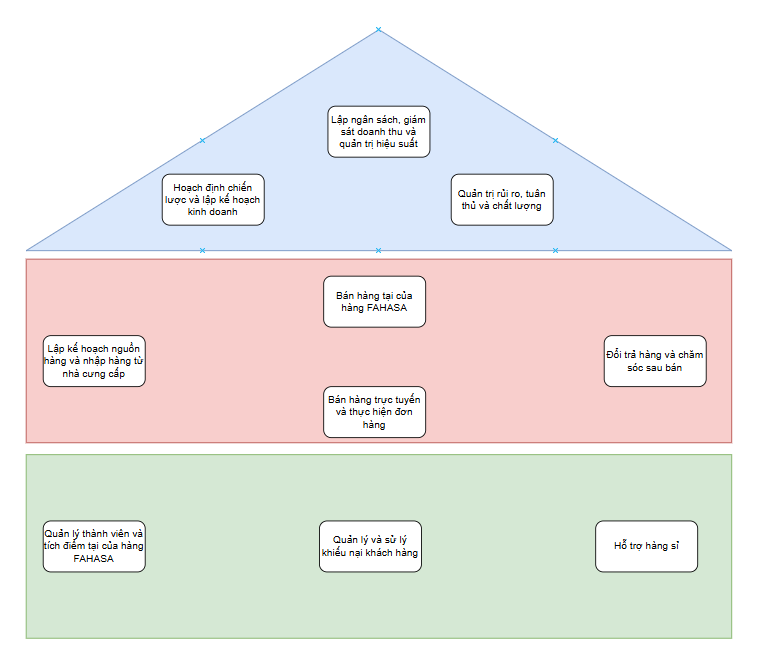 Lập ngân sách, giám
sát doanh thu và
quản trị hiệu suất
Hoạch định chiến
lược và lập kế hoạch
kinh doanh
Quản trị rủi ro, tuân
thủ và chất lượng
Bán hàng tại của
hàng FAHASA
Lập kế hoạch nguồn
hàng và nhập hàng từ
nhà cưng cấp
Đổi trả hàng và chăm
sóc sau bán
Bán hàng trực tuyến
và thực hiện đơn
hàng
Quản lý thành viên và
tích điểm tại của hàng
FAHASA
Quản lý và sử lý
khiếu nại khách hàng
Hỗ trợ hàng sỉ